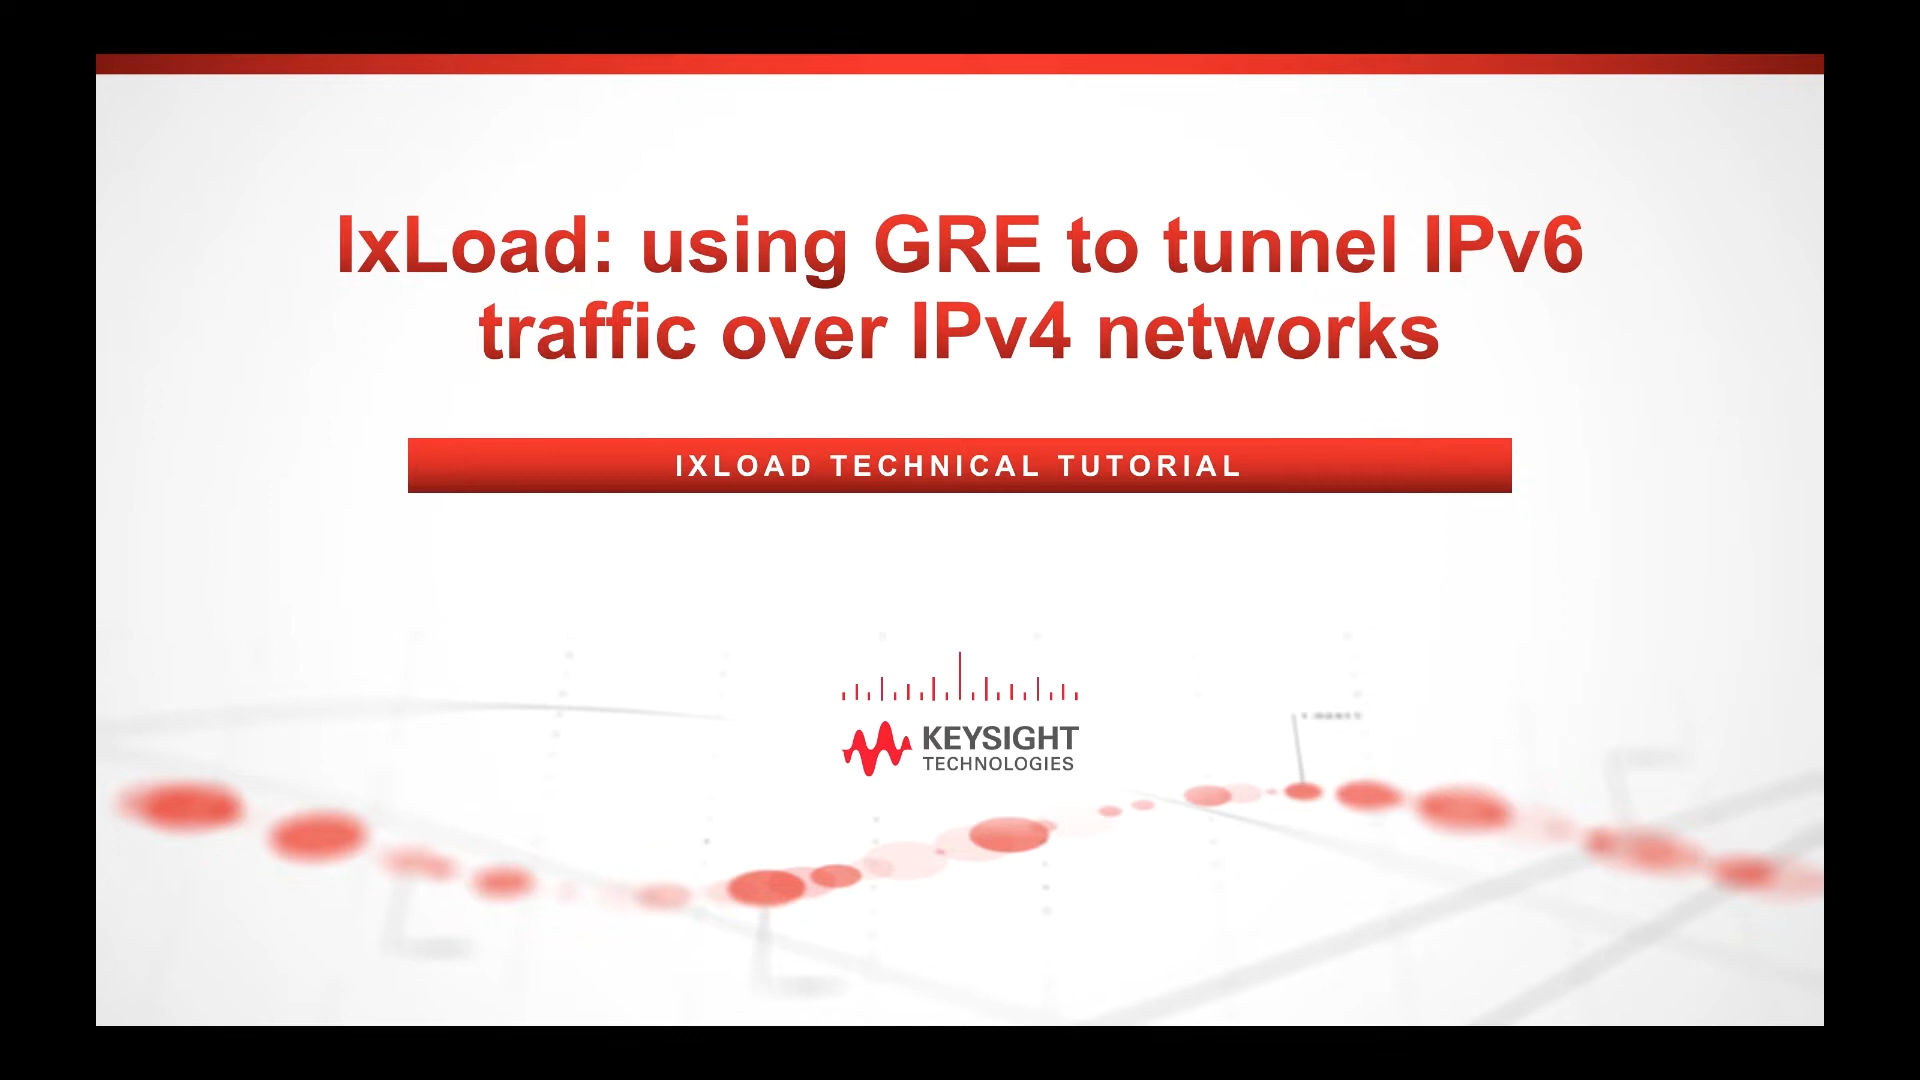 IxLoad: using GRE to tunnel IPv6
traffic over IPv4 networks
IXLOAD TECHNICAL TUTORIAL
KEYSIGHT
TECHNOLOGIES